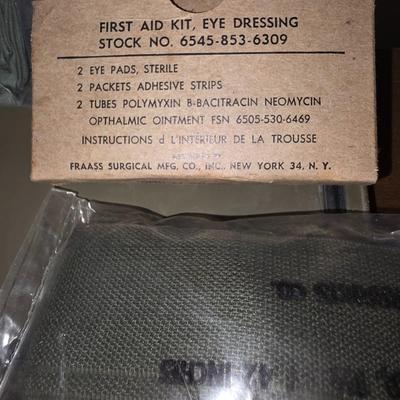 FIRST AID KIT, EYE DRESSING
STOCK NO. 6545-853-6309
2 EYE PADS, STERILE
2 PACKETS ADHESIVE STRIPS
2 TUBES POLYMYXIN B-BACITRACIN NEOMYCIN
OPTHALMIC OINTMENT FSN 6505-530-6469
INSTRUCTIONS d L'INTÉRIEUR DE LA TROUSSE
FRAASS SURGICAL MFG, CO., INC., NEW YORK 34, N. Y.
INCHES